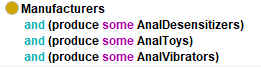 Manufacturers
and (produce some AnalDesensitizers)
and (produce some AnalToys)
and (produce some AnalVibrators)